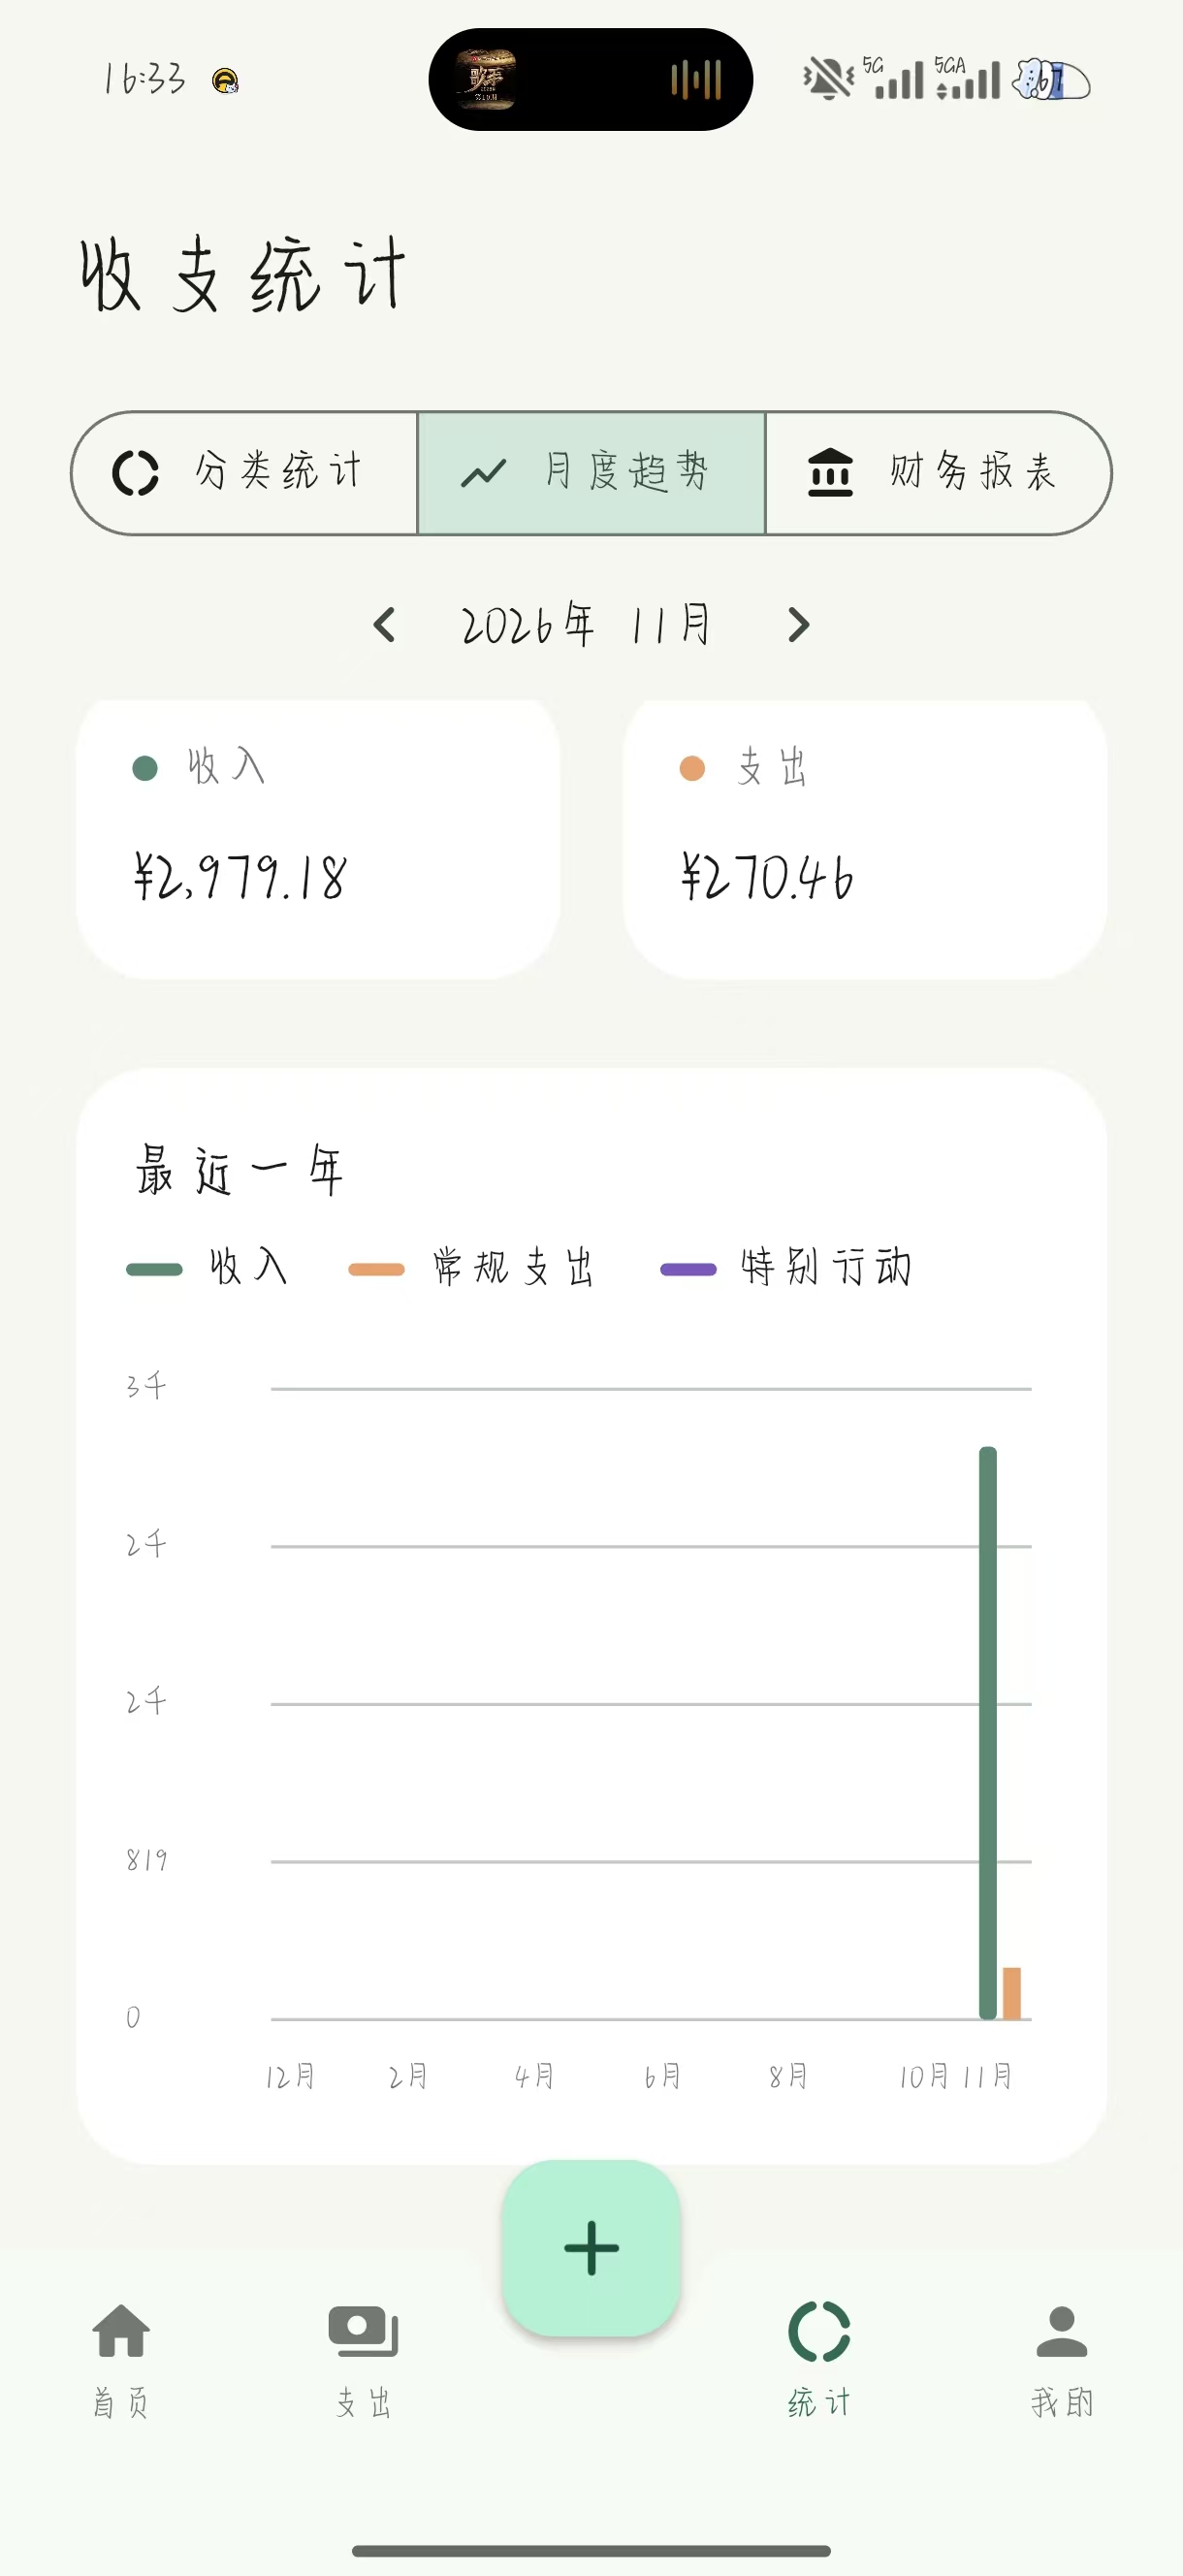 16:33
歌手
5G 5GA 67
收支统计
分类统计 月度趋势 财务报表
2026年 11月
收入 支出
¥2,979.18 ¥270.46
最近一年
收入 常规支出 特别行动
3千
2千
2千
819
0
12月 2月 4月 6月 8月 10月 11月
首页 支出 统计 我的